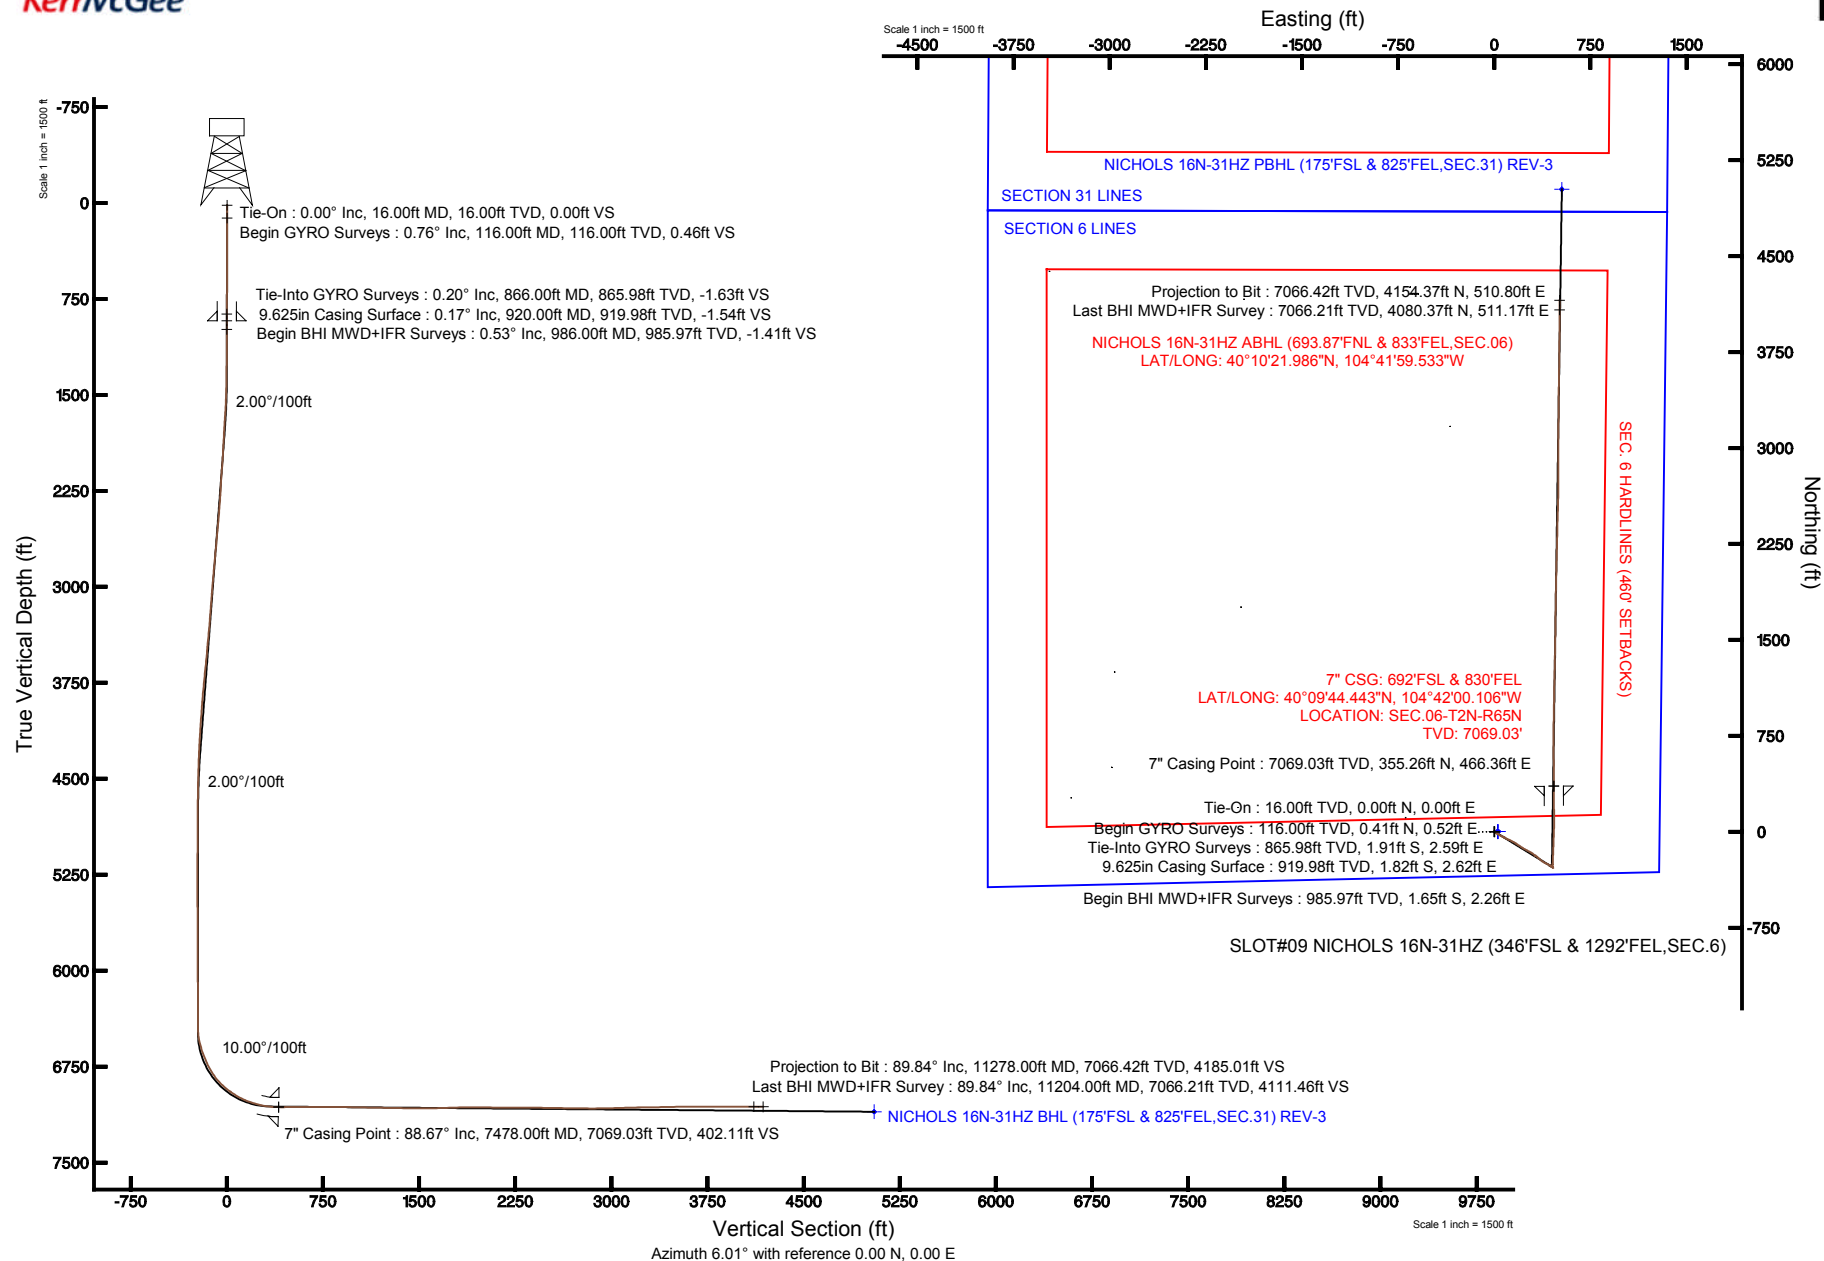 KerrMcGee
Scale 1 inch = 1500 ft
Easting (ft)
-4500 -3750 -3000 -2250 -1500 -750 0 750 1500
6000
5250
4500
3750
3000
2250
1500
750
0
-750
Northing (ft)
NICHOLS 16N-31HZ PBHL (175'FSL & 825'FEL,SEC.31) REV-3
SECTION 31 LINES
SECTION 6 LINES
Projection to Bit : 7066.42ft TVD, 4154.37ft N, 510.80ft E
Last BHI MWD+IFR Survey : 7066.21ft TVD, 4080.37ft N, 511.17ft E
NICHOLS 16N-31HZ ABHL (693.87'FNL & 833'FEL,SEC.06)
LAT/LONG: 40°10'21.986"N, 104°41'59.533"W
SEC. 6 HARDLINES (460' SETBACKS)
7" CSG: 692'FSL & 830'FEL
LAT/LONG: 40°09'44.443"N, 104°42'00.106"W
LOCATION: SEC.06-T2N-R65N
TVD: 7069.03'
7" Casing Point : 7069.03ft TVD, 355.26ft N, 466.36ft E
Tie-On : 16.00ft TVD, 0.00ft N, 0.00ft E
Begin GYRO Surveys : 116.00ft TVD, 0.41ft N, 0.52ft E
Tie-Into GYRO Surveys : 865.98ft TVD, 1.91ft S, 2.59ft E
9.625in Casing Surface : 919.98ft TVD, 1.82ft S, 2.62ft E
Begin BHI MWD+IFR Surveys : 985.97ft TVD, 1.65ft S, 2.26ft E
SLOT#09 NICHOLS 16N-31HZ (346'FSL & 1292'FEL,SEC.6)
Scale 1 inch = 1500 ft
True Vertical Depth (ft)
-750
0
750
1500
2250
3000
3750
4500
5250
6000
6750
7500
Tie-On : 0.00° Inc, 16.00ft MD, 16.00ft TVD, 0.00ft VS
Begin GYRO Surveys : 0.76° Inc, 116.00ft MD, 116.00ft TVD, 0.46ft VS
Tie-Into GYRO Surveys : 0.20° Inc, 866.00ft MD, 865.98ft TVD, -1.63ft VS
9.625in Casing Surface : 0.17° Inc, 920.00ft MD, 919.98ft TVD, -1.54ft VS
Begin BHI MWD+IFR Surveys : 0.53° Inc, 986.00ft MD, 985.97ft TVD, -1.41ft VS
2.00°/100ft
2.00°/100ft
10.00°/100ft
Projection to Bit : 89.84° Inc, 11278.00ft MD, 7066.42ft TVD, 4185.01ft VS
Last BHI MWD+IFR Survey : 89.84° Inc, 11204.00ft MD, 7066.21ft TVD, 4111.46ft VS
NICHOLS 16N-31HZ BHL (175'FSL & 825'FEL,SEC.31) REV-3
7" Casing Point : 88.67° Inc, 7478.00ft MD, 7069.03ft TVD, 402.11ft VS
-750 0 750 1500 2250 3000 3750 4500 5250 6000 6750 7500 8250 9000 9750
Vertical Section (ft)
Scale 1 inch = 1500 ft
Azimuth 6.01° with reference 0.00 N, 0.00 E